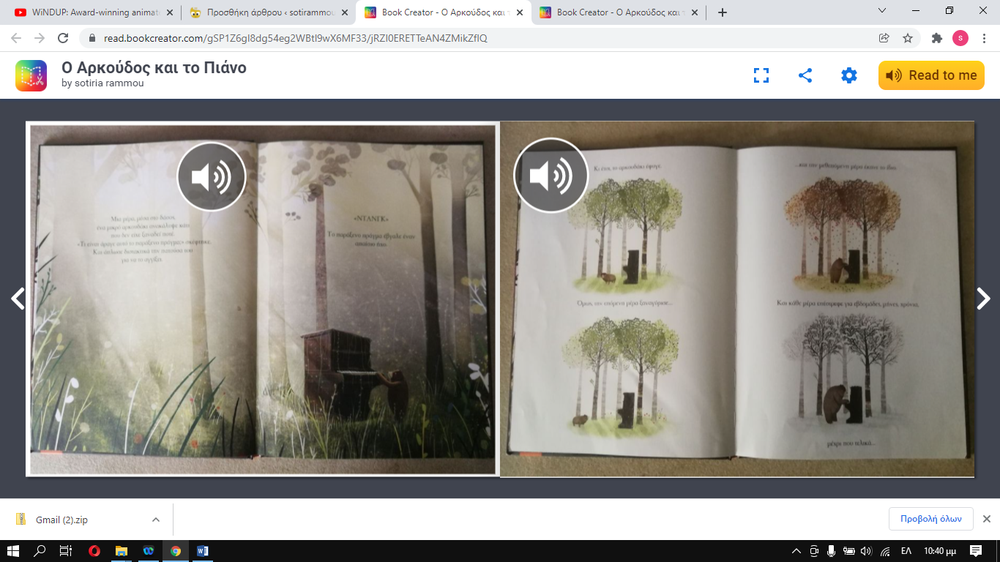 WiNDUP: Award-winning animat
Προσθήκη άρθρου ‹ sotirammou
Book Creator - Ο Αρκούδος και τ
Book Creator - Ο Αρκούδος και τ
read.bookcreator.com/gSP1Z6gI8dg54eg2WBtl9wX6MF33/jRZI0ERETTeAN4ZMikZflQ
s
Ο Αρκούδος και το Πιάνο
by sotiria rammou
Read to me
Μια μέρα, μέσα στο δάσος,
ένα μικρό αρκουδάκι ανακάλυψε κάτι
που δεν είχε ξαναδεί ποτέ.
«Τι είναι άραγε αυτό το παράξενο πράγμα;» σκέφτηκε.
Και άπλωσε διστακτικά την πατούσα του
για να το αγγίξει.
«ΝΤΑΝΓΚ»
Το παράξενο πράγμα έβγαλε έναν
απαίσιο ήχο.
Κι έτσι, το αρκουδάκι έφυγε.
Όμως, την επόμενη μέρα ξαναγύρισε...
...και την μεθεπόμενη μέρα έκανε το ίδιο.
Και κάθε μέρα επέστρεφε για εβδομάδες, μήνες, χρόνια,
μέχρι που τελικά...
Gmail (2).zip
Προβολή όλων
ΕΛ
10:40 μμ